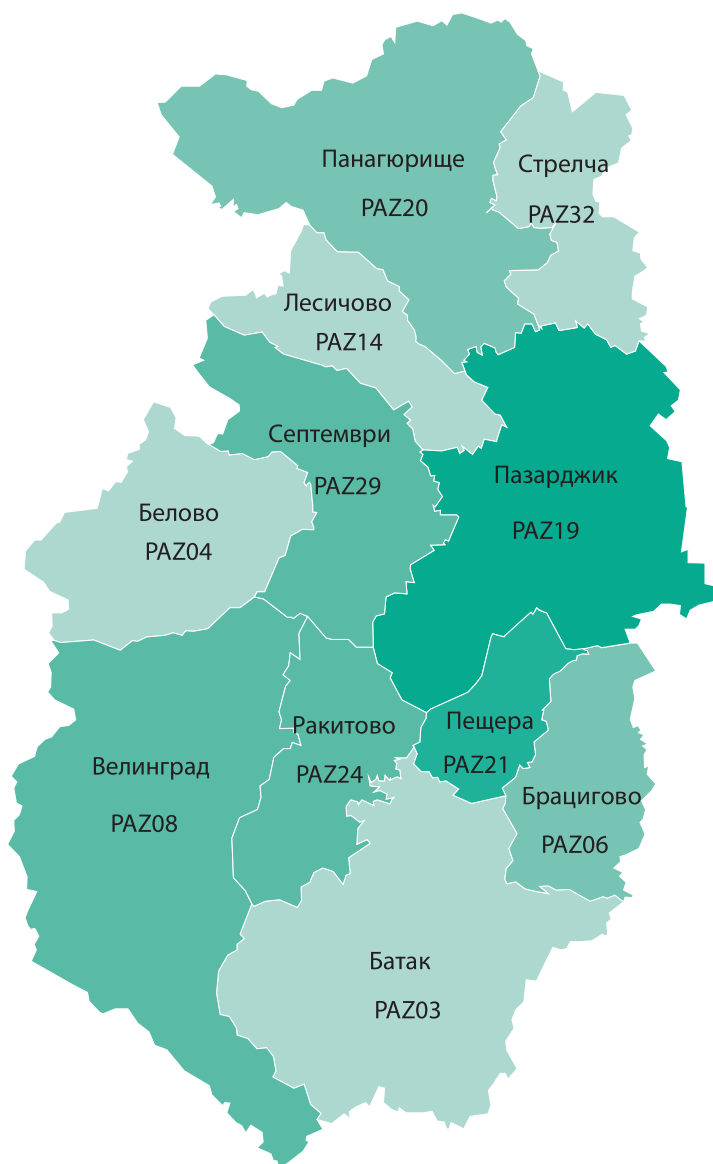 Панагюрище
PAZ20
Стрелча
PAZ32
Лесичово
PAZ14
Септември
PAZ29
Пазарджик
PAZ19
Белово
PAZ04
Пещера
PAZ21
Ракитово
PAZ24
Велинград
PAZ08
Брацигово
PAZ06
Батак
PAZ03